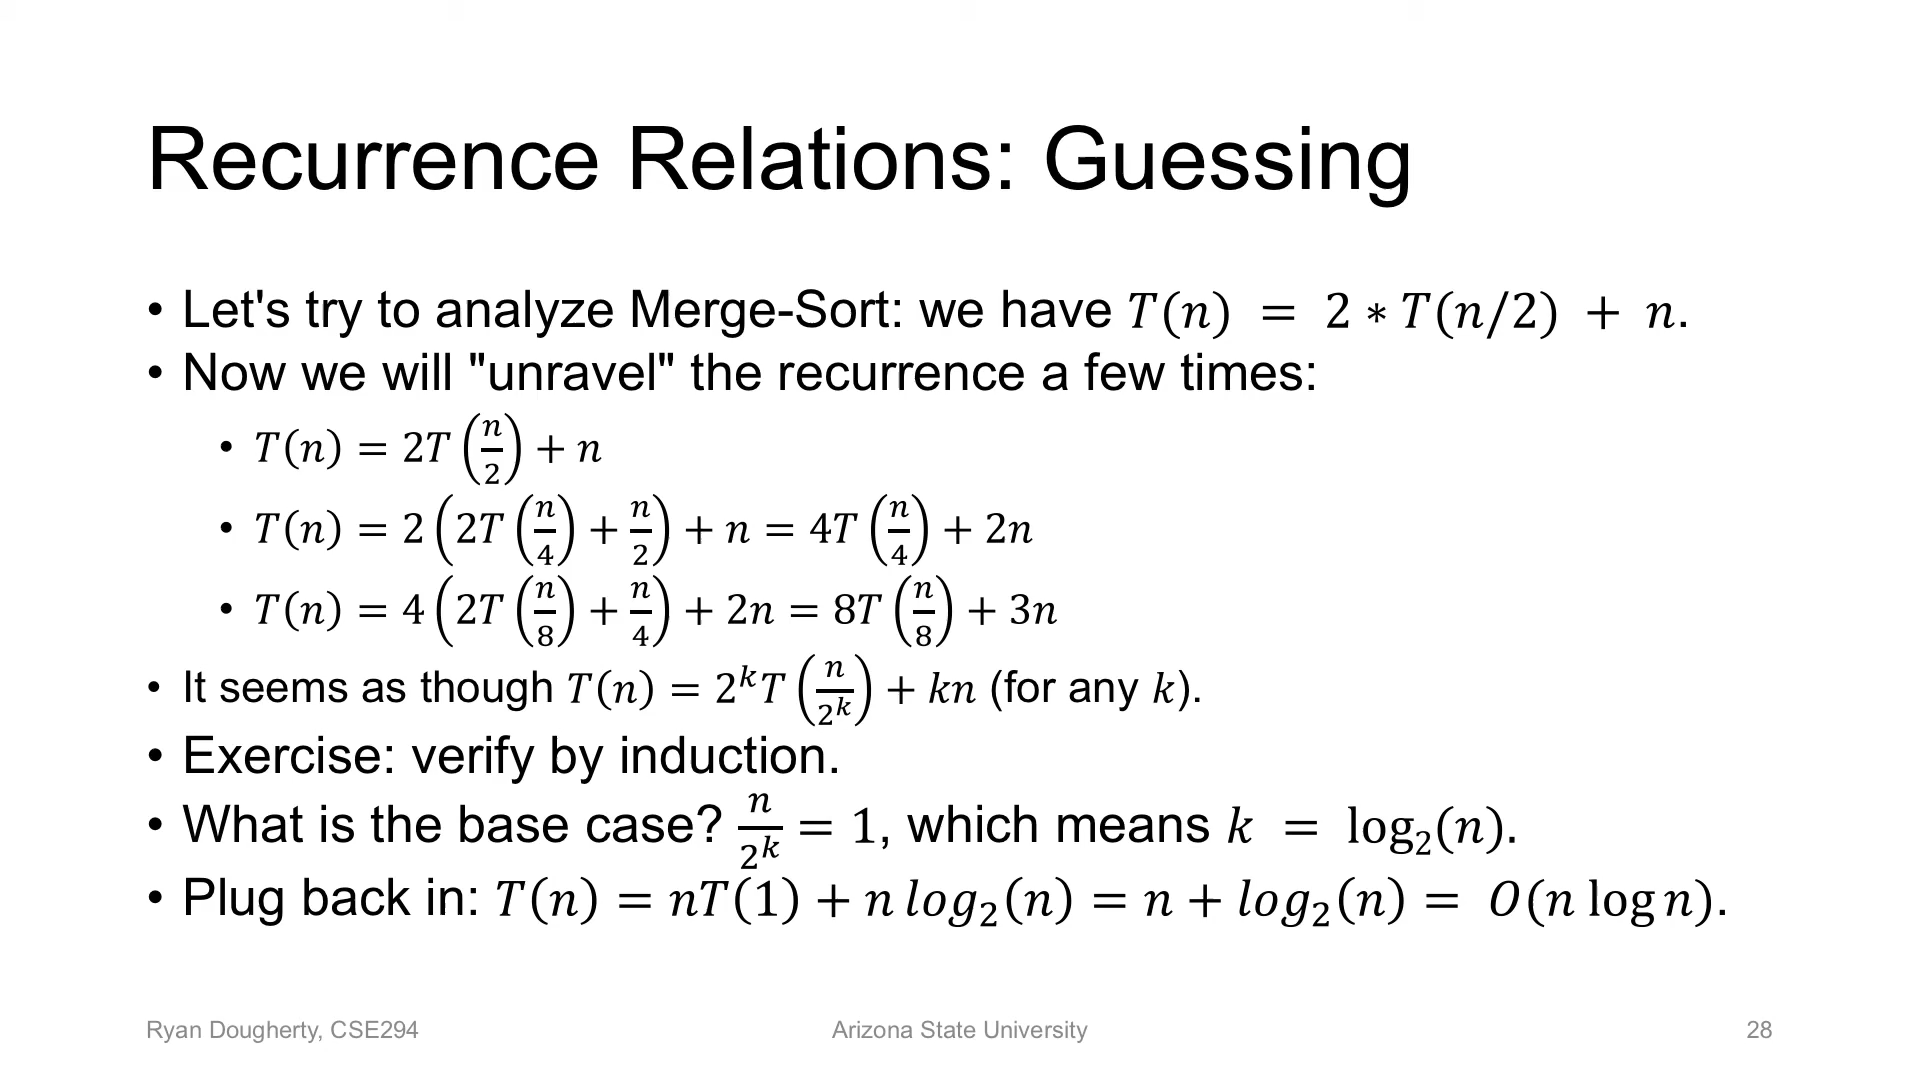 Recurrence Relations: Guessing
• Let's try to analyze Merge-Sort: we have 𝑇(𝑛) = 2 ∗ 𝑇(𝑛/2) + 𝑛.
• Now we will "unravel" the recurrence a few times:
• 𝑇(𝑛) = 2𝑇(𝑛/2) + 𝑛
• 𝑇(𝑛) = 2(2𝑇(𝑛/4) + 𝑛/2) + 𝑛 = 4𝑇(𝑛/4) + 2𝑛
• 𝑇(𝑛) = 4(2𝑇(𝑛/8) + 𝑛/4) + 2𝑛 = 8𝑇(𝑛/8) + 3𝑛
• It seems as though 𝑇(𝑛) = 2^𝑘 𝑇(𝑛/2^𝑘) + 𝑘𝑛 (for any 𝑘).
• Exercise: verify by induction.
• What is the base case? 𝑛/2^𝑘 = 1, which means 𝑘 = log₂(𝑛).
• Plug back in: 𝑇(𝑛) = 𝑛𝑇(1) + 𝑛 𝑙𝑜𝑔₂(𝑛) = 𝑛 + 𝑙𝑜𝑔₂(𝑛) = 𝑂(𝑛 log 𝑛).
Ryan Dougherty, CSE294 Arizona State University 28